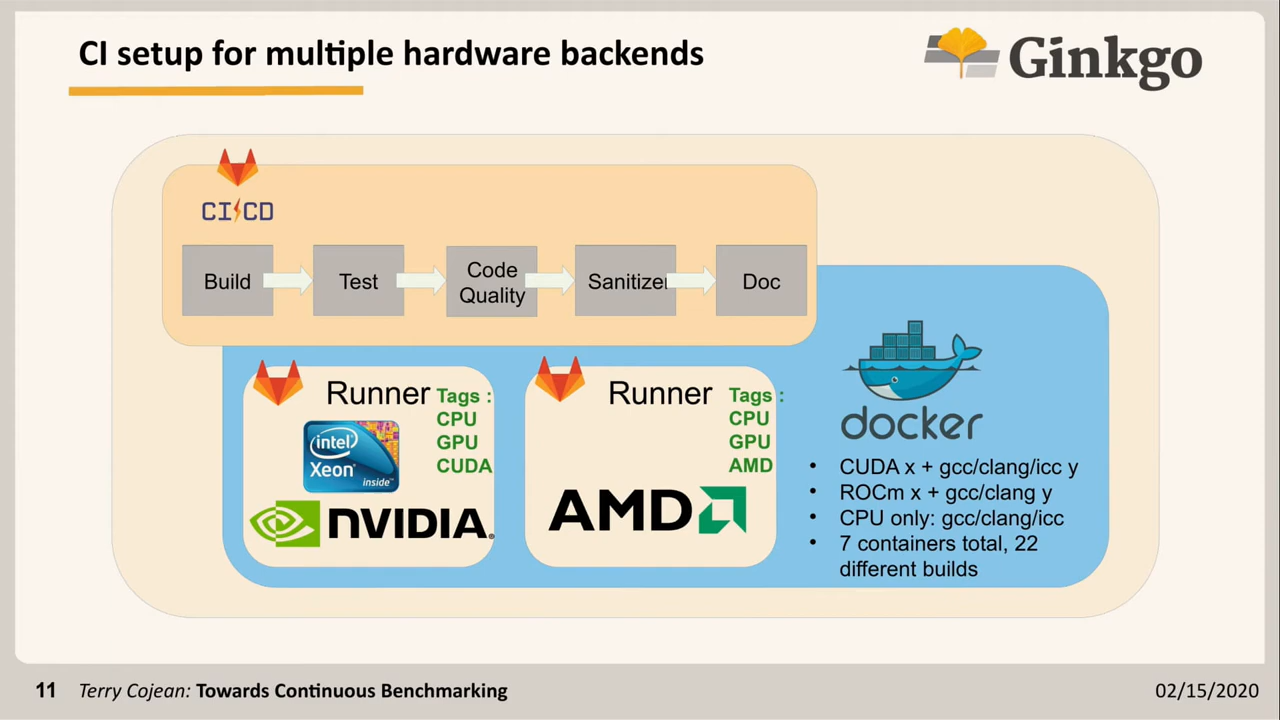 CI setup for multiple hardware backends
Ginkgo
CI CD
Build
Test
Code
Quality
Sanitizer
Doc
Runner
Tags :
CPU
GPU
CUDA
intel
Xeon
inside™
NVIDIA®
Runner
Tags :
CPU
GPU
AMD
AMD
docker
• CUDA x + gcc/clang/icc y
• ROCm x + gcc/clang y
• CPU only: gcc/clang/icc
• 7 containers total, 22
different builds
11 Terry Cojean: Towards Continuous Benchmarking
02/15/2020